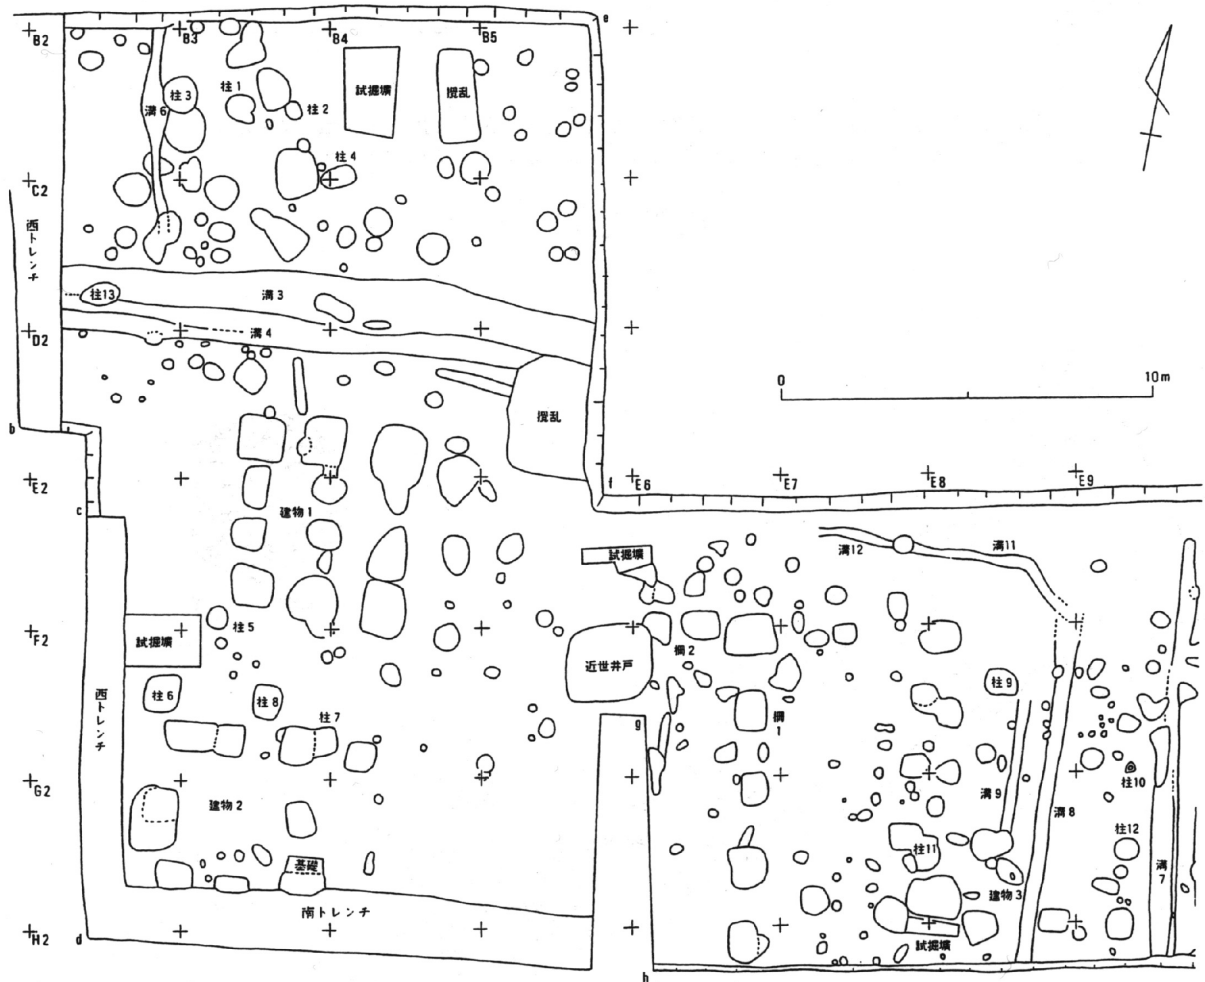 e
B2
B3
B4
B5
柱3
柱1
溝6
柱2
試掘壙
攪乱
柱4
C2
西トレンチ
柱13
溝3
溝4
D2
0
10m
攪乱
b
E2
f
E6
E7
E8
E9
c
建物1
試掘壙
溝12
溝11
柱5
F2
試掘壙
近世井戸
柵2
西トレンチ
柱6
柱8
柱7
柱9
g
柵1
G2
建物2
溝9
溝8
柱10
柱11
柱12
溝7
基礎
建物3
南トレンチ
H2
d
試掘壙
h